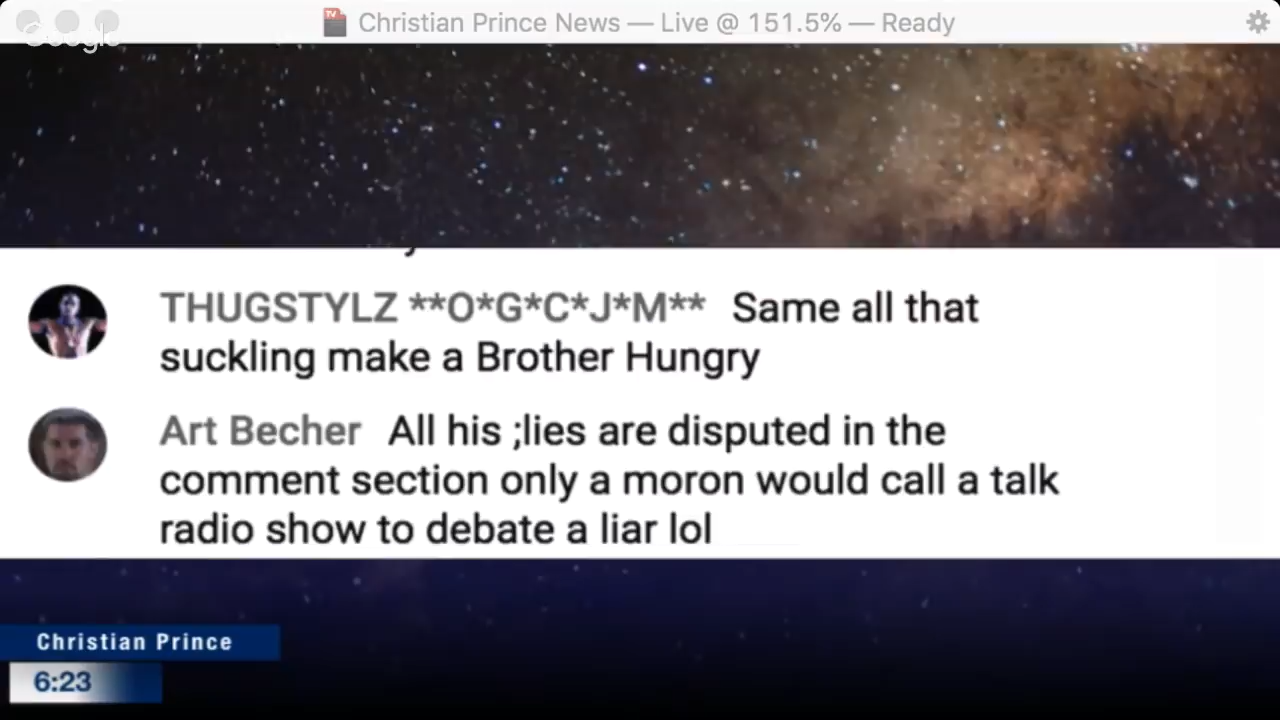 Christian Prince News — Live @ 151.5% — Ready
Google
THUGSTYLZ **O*G*C*J*M** Same all that
suckling make a Brother Hungry
Art Becher All his ;lies are disputed in the
comment section only a moron would call a talk
radio show to debate a liar lol
Christian Prince
6:23